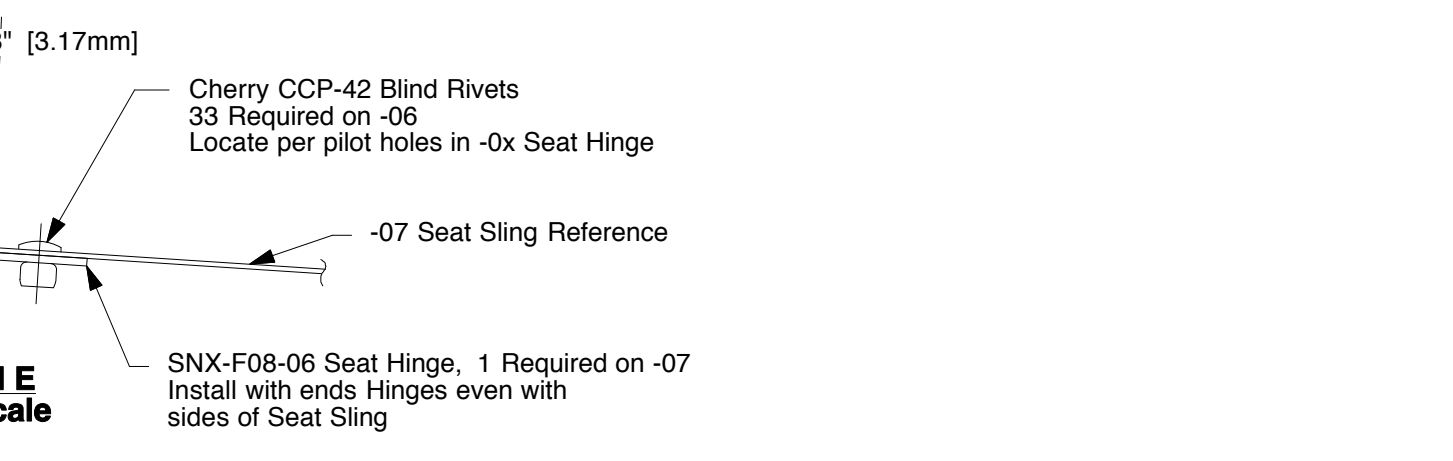 " [3.17mm]
Cherry CCP-42 Blind Rivets
33 Required on -06
Locate per pilot holes in -0x Seat Hinge
-07 Seat Sling Reference
SNX-F08-06 Seat Hinge, 1 Required on -07
Install with ends Hinges even with
sides of Seat Sling
E
cale